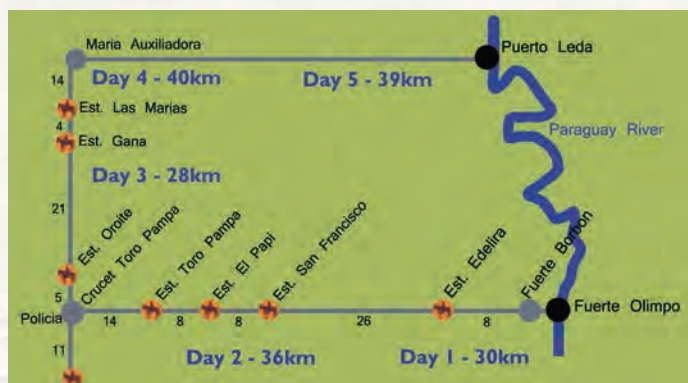 Maria Auxiliadora
Puerto Leda
14
Day 4 - 40km
Day 5 - 39km
Est. Las Marias
4
Est. Gana
Paraguay River
Day 3 - 28km
21
Est. Oroite
Crucet Toro Pampa
Est. Toro Pampa
Est. El Papi
Est. San Francisco
Est. Edelira
Fuerte Borbon
5
Policia
Fuerte Olimpo
14
8
8
26
8
11
Day 2 - 36km
Day 1 - 30km